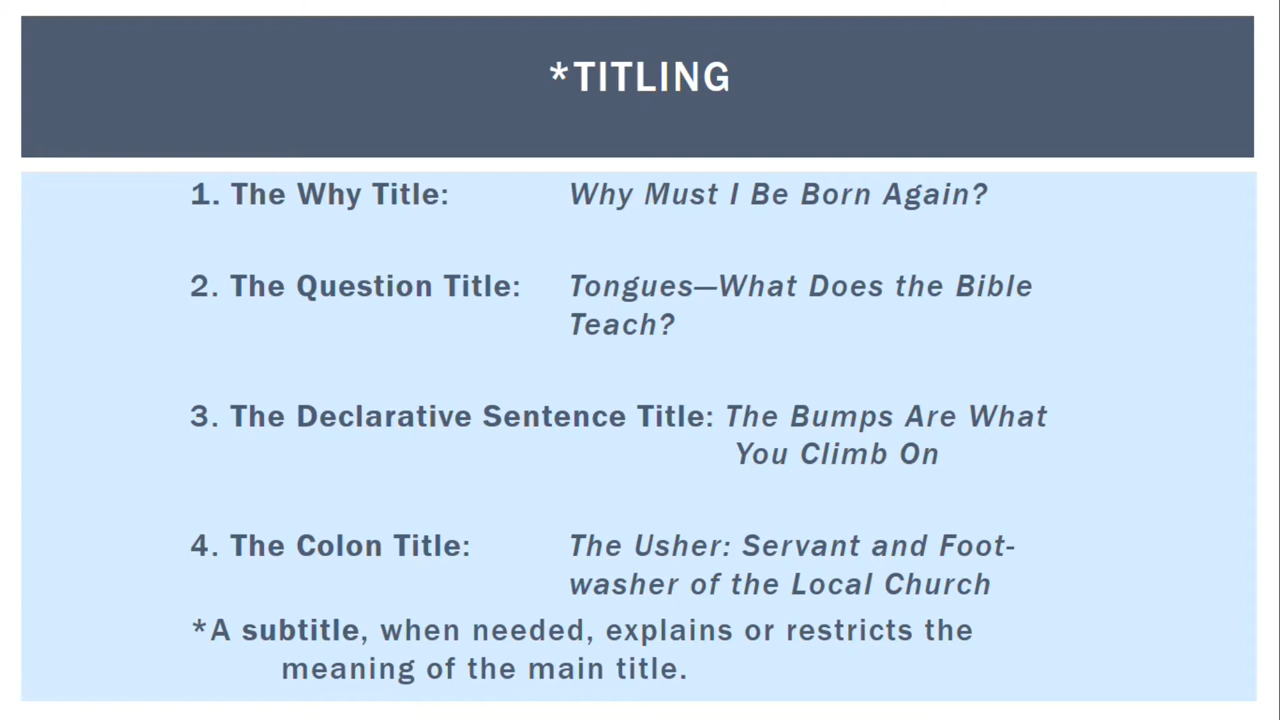 *TITLING
1. The Why Title: Why Must I Be Born Again?
2. The Question Title: Tongues—What Does the Bible
Teach?
3. The Declarative Sentence Title: The Bumps Are What
You Climb On
4. The Colon Title: The Usher: Servant and Foot-
washer of the Local Church
*A subtitle, when needed, explains or restricts the
meaning of the main title.